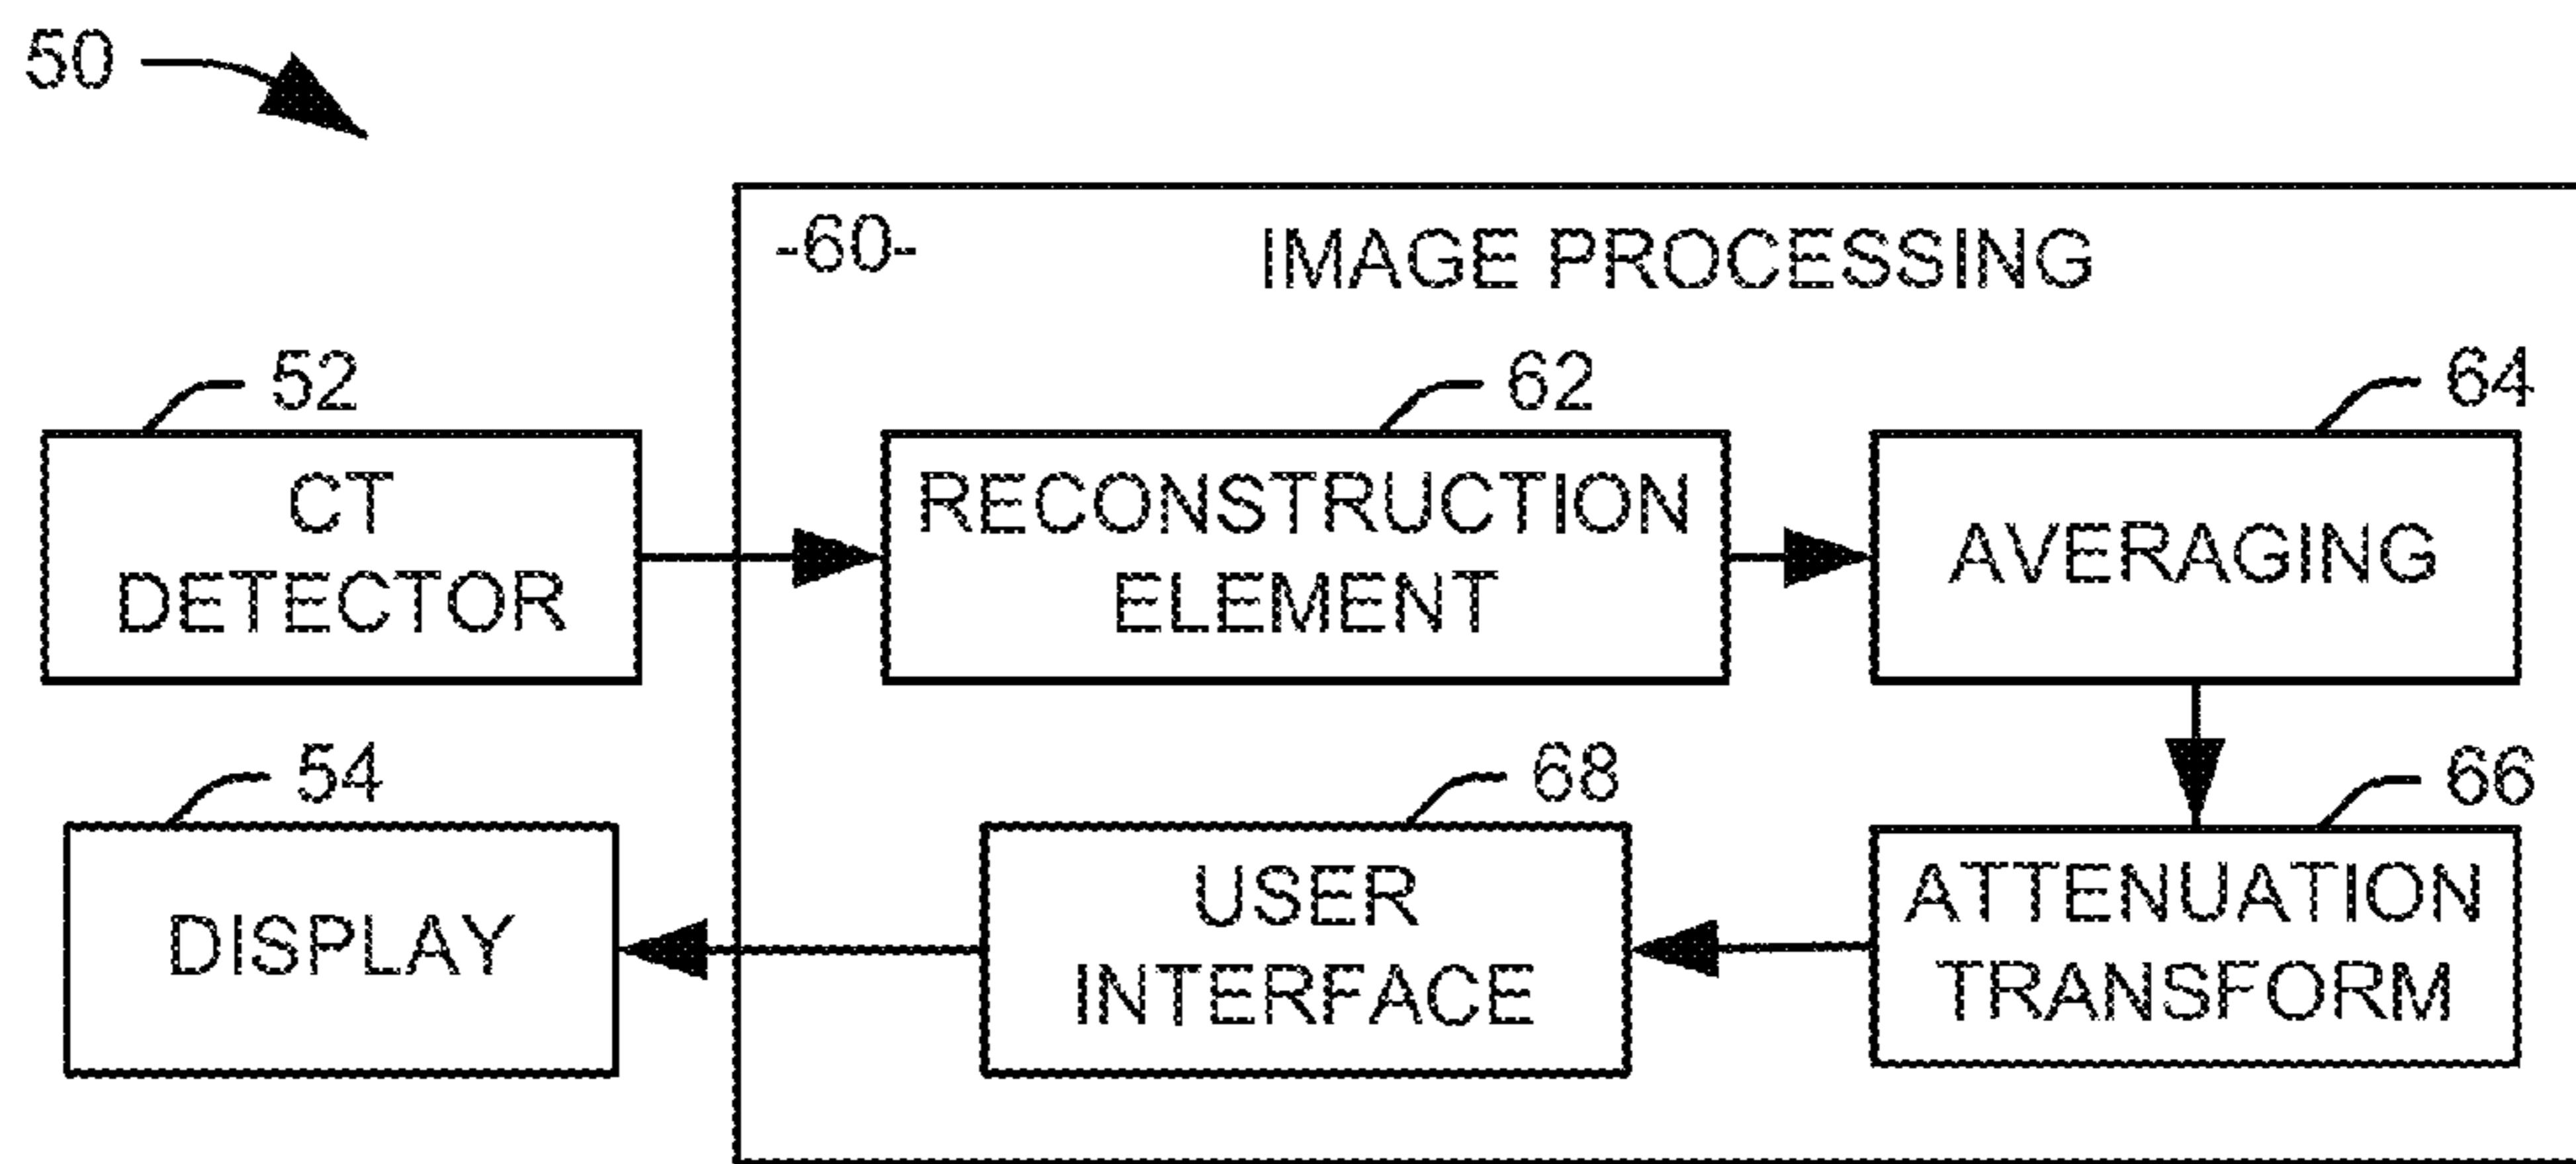 50
-60-
IMAGE PROCESSING
52
62
64
CT
DETECTOR
RECONSTRUCTION
ELEMENT
AVERAGING
54
68
66
DISPLAY
USER
INTERFACE
ATTENUATION
TRANSFORM